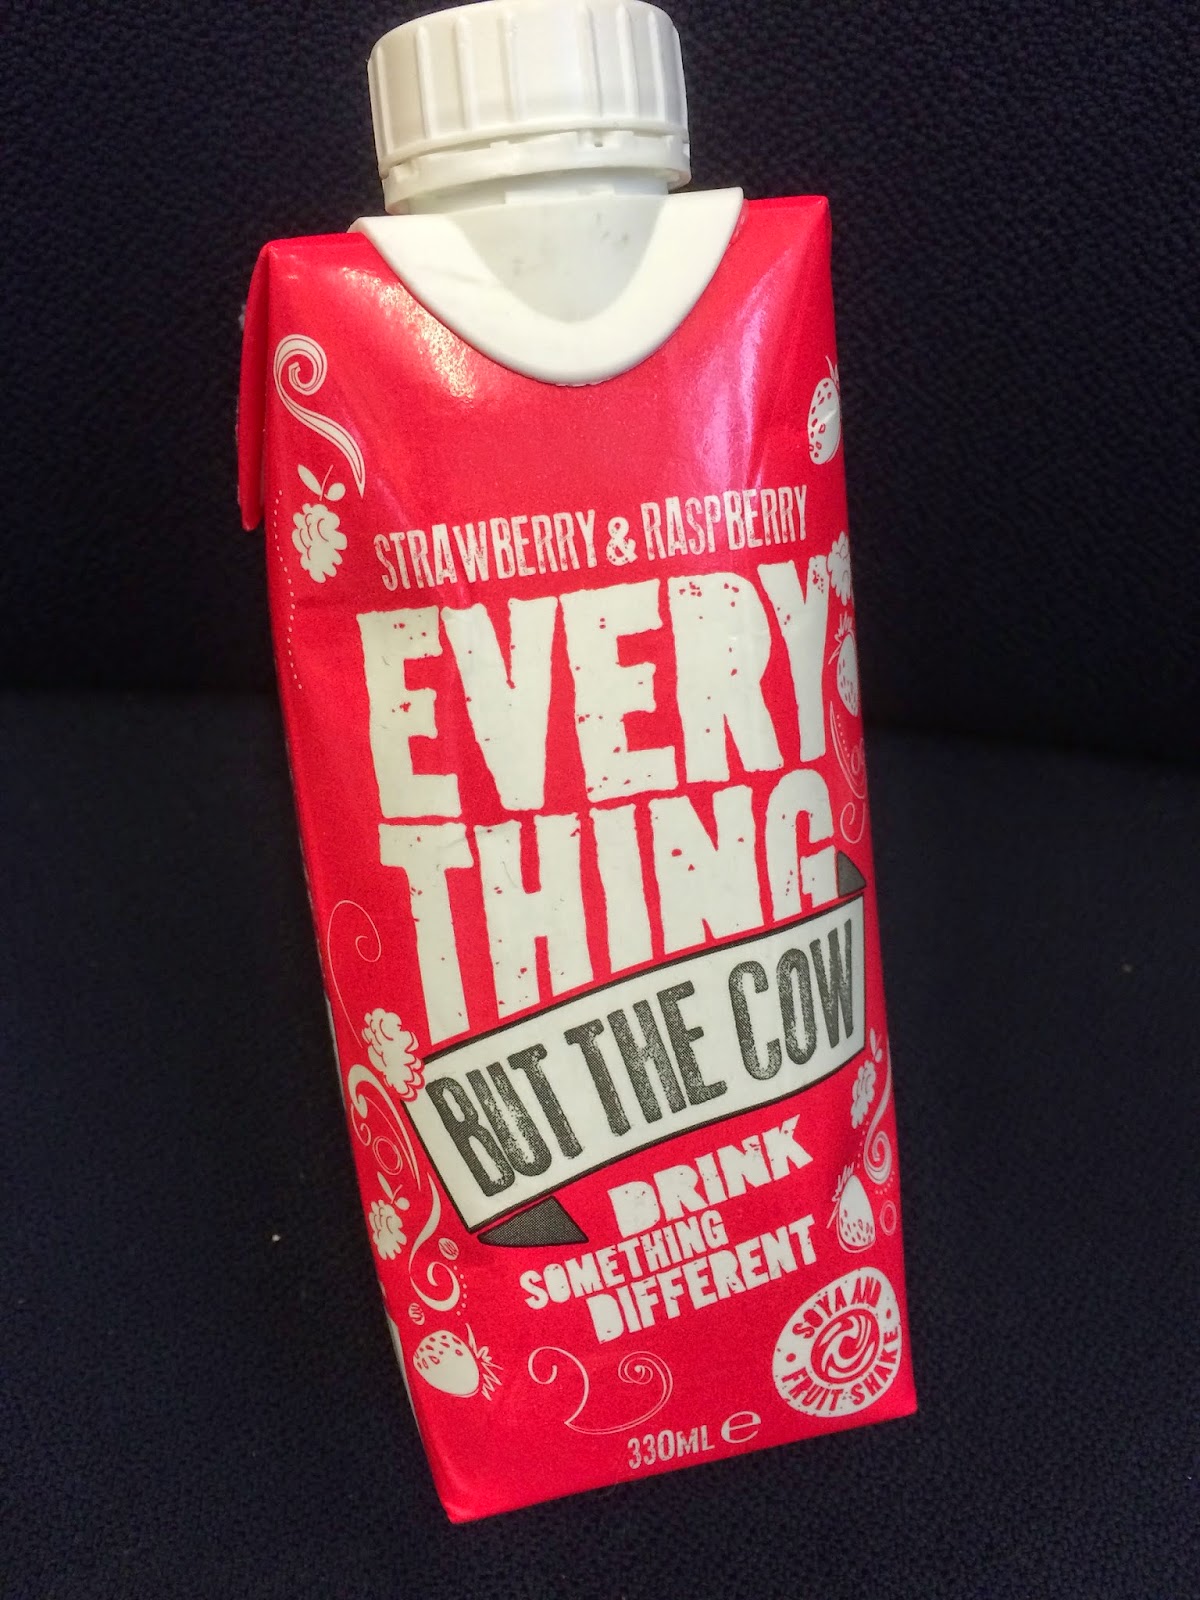 STRAWBERRY & RASPBERRY
EVERY
THING
BUT THE COW
DRINK
SOMETHING
DIFFERENT
SOYA AND
FRUIT SHAKE
330ML e